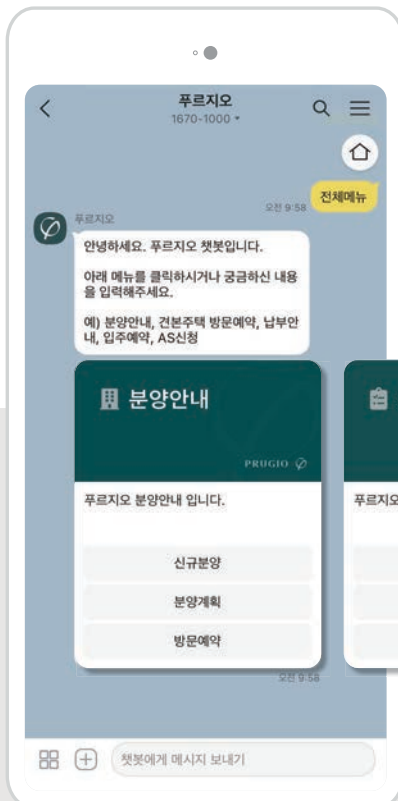 푸르지오
1670-1000
전체메뉴
오전 9:58
푸르지오
안녕하세요. 푸르지오 챗봇입니다.
아래 메뉴를 클릭하시거나 궁금하신 내용
을 입력해주세요.
예) 분양안내, 견본주택 방문예약, 납부안
내, 입주예약, AS신청
분양안내
PRUGIO
푸르지오 분양안내 입니다.
푸르지오
신규분양
분양계획
방문예약
오전 9:58
챗봇에게 메시지 보내기